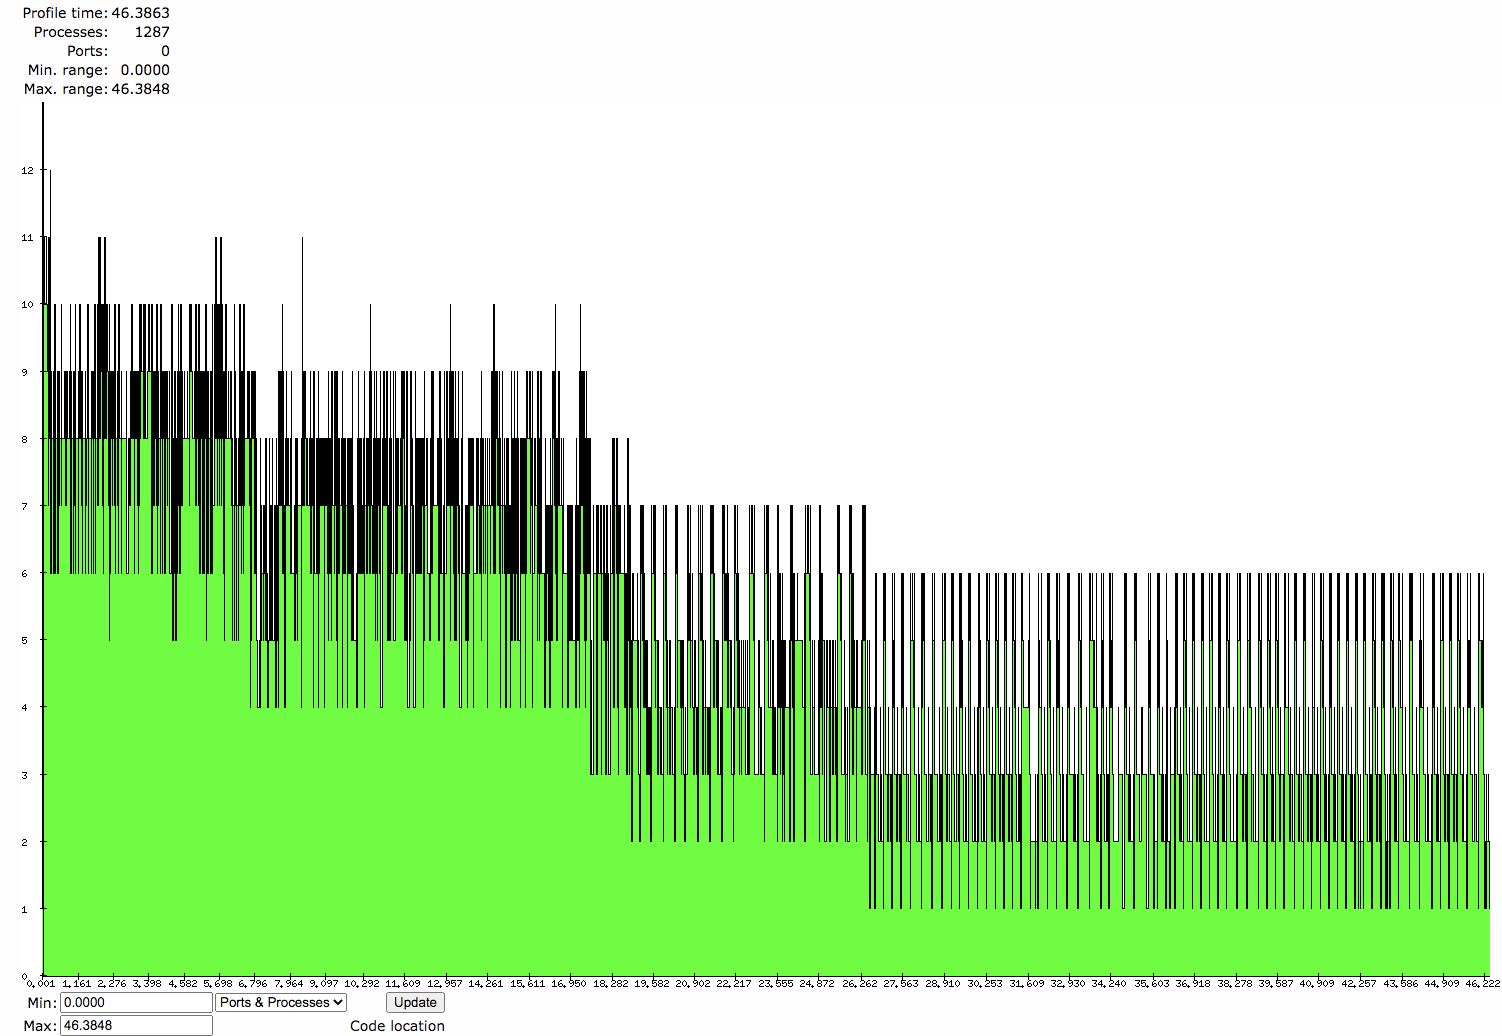 Profile time: 46.3863
Processes: 1287
Ports: 0
Min. range: 0.0000
Max. range: 46.3848
12
11
10
9
8
7
6
5
4
3
2
1
0
0.001 1.161 2.276 3.398 4.582 5.698 6.796 7.964 9.097 10.292 11.609 12.957 14.261 15.611 16.950 18.282 19.582 20.902 22.217 23.555 24.872 26.262 27.563 28.910 30.253 31.609 32.930 34.240 35.603 36.918 38.278 39.587 40.909 42.257 43.586 44.909 46.222
Min: 0.0000 Ports & Processes Update
Max: 46.3848 Code location